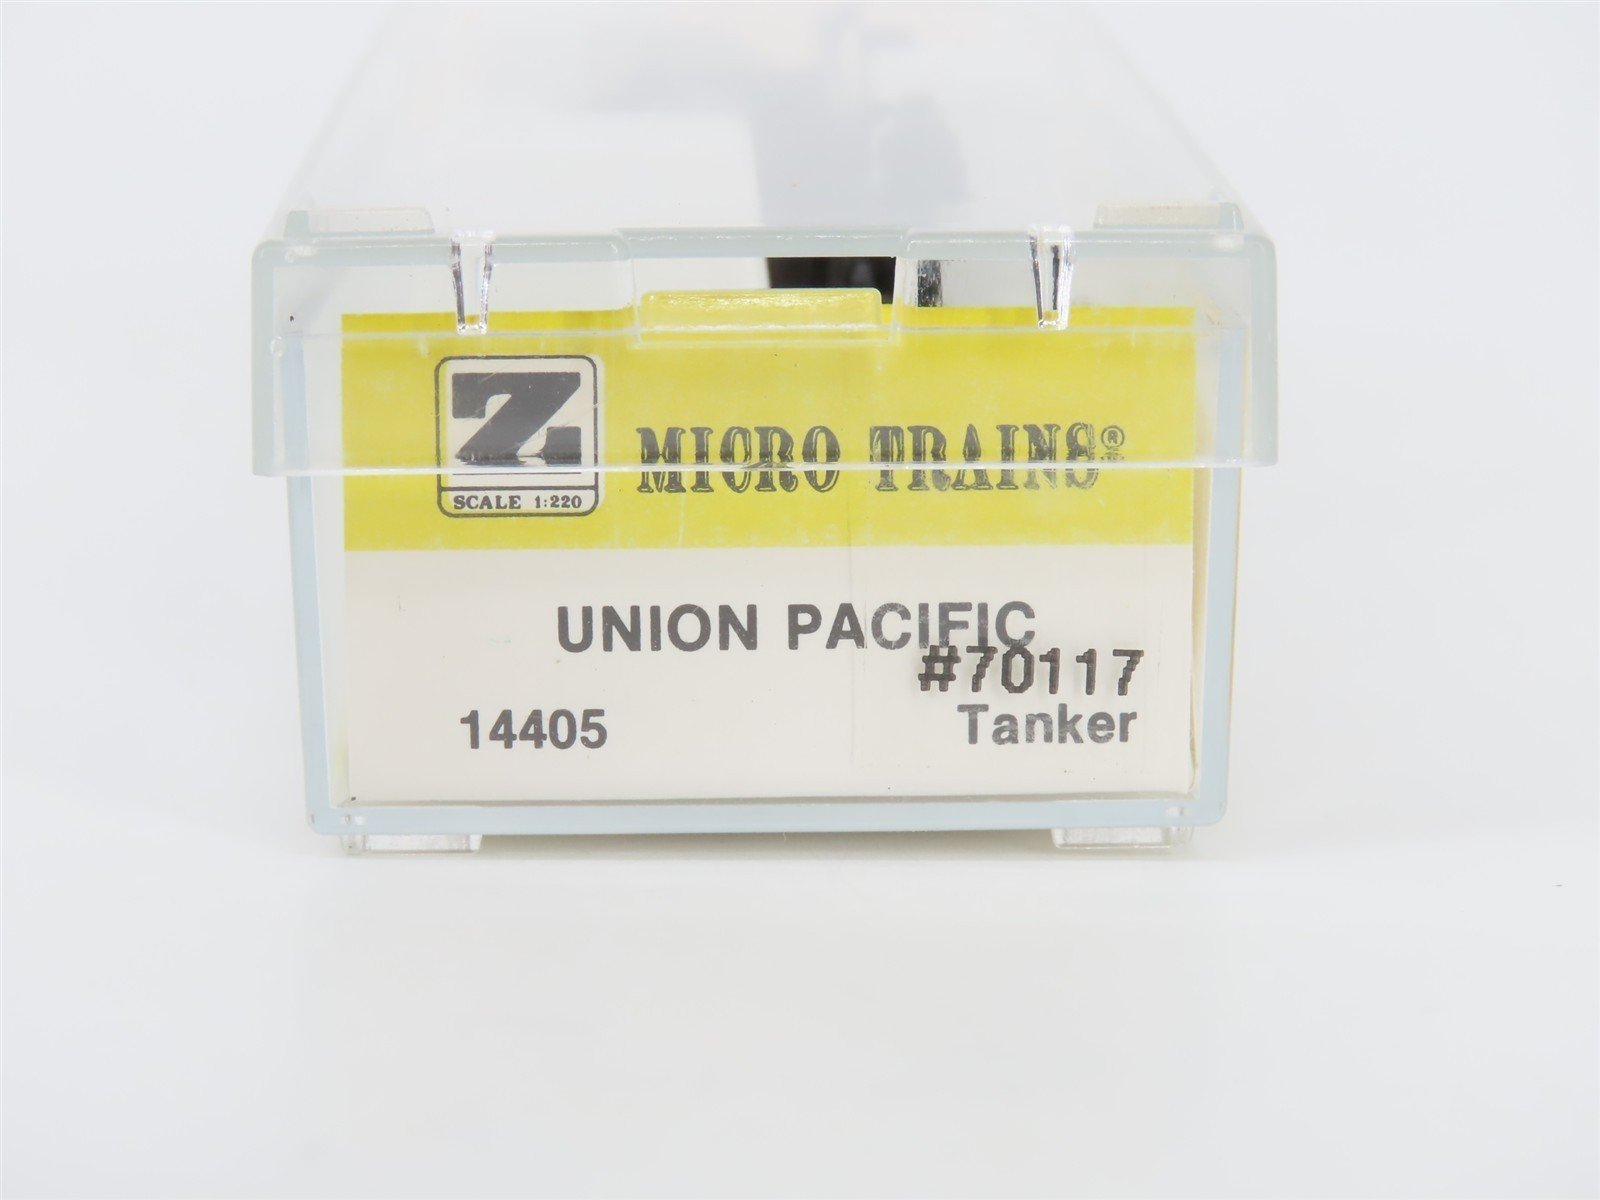 Z
SCALE 1:220
MICRO TRAINS®
UNION PACIFIC
#70117
14405
Tanker